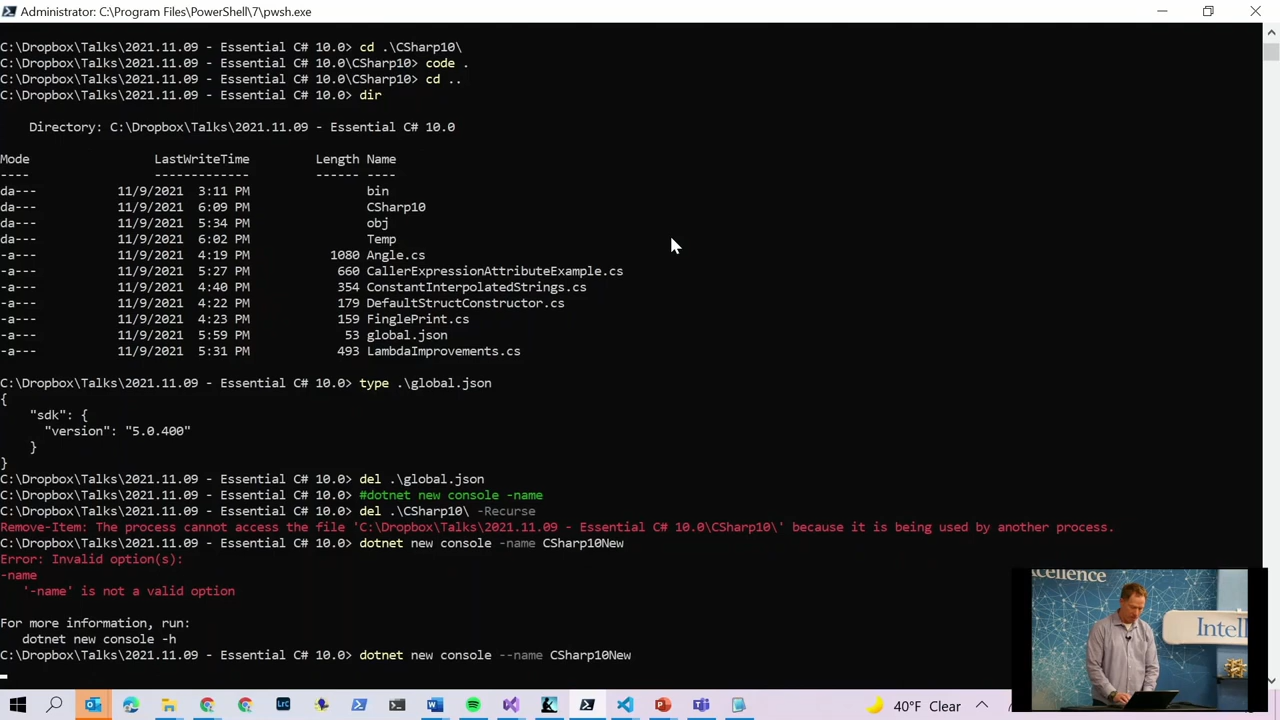 Administrator: C:\Program Files\PowerShell\7\pwsh.exe
C:\Dropbox\Talks\2021.11.09 - Essential C# 10.0> cd .\CSharp10\
C:\Dropbox\Talks\2021.11.09 - Essential C# 10.0\CSharp10> code .
C:\Dropbox\Talks\2021.11.09 - Essential C# 10.0\CSharp10> cd ..
C:\Dropbox\Talks\2021.11.09 - Essential C# 10.0> dir
Directory: C:\Dropbox\Talks\2021.11.09 - Essential C# 10.0
Mode LastWriteTime Length Name
---- ------------- ------ ----
da--- 11/9/2021 3:11 PM bin
da--- 11/9/2021 6:09 PM CSharp10
da--- 11/9/2021 5:34 PM obj
da--- 11/9/2021 6:02 PM Temp
-a--- 11/9/2021 4:19 PM 1080 Angle.cs
-a--- 11/9/2021 5:27 PM 660 CallerExpressionAttributeExample.cs
-a--- 11/9/2021 4:40 PM 354 ConstantInterpolatedStrings.cs
-a--- 11/9/2021 4:22 PM 179 DefaultStructConstructor.cs
-a--- 11/9/2021 4:23 PM 159 FinglePrint.cs
-a--- 11/9/2021 5:59 PM 53 global.json
-a--- 11/9/2021 5:31 PM 493 LambdaImprovements.cs
C:\Dropbox\Talks\2021.11.09 - Essential C# 10.0> type .\global.json
{
"sdk": {
"version": "5.0.400"
}
}
C:\Dropbox\Talks\2021.11.09 - Essential C# 10.0> del .\global.json
C:\Dropbox\Talks\2021.11.09 - Essential C# 10.0> #dotnet new console -name
C:\Dropbox\Talks\2021.11.09 - Essential C# 10.0> del .\CSharp10\ -Recurse
Remove-Item: The process cannot access the file 'C:\Dropbox\Talks\2021.11.09 - Essential C# 10.0\CSharp10\' because it is being used by another process.
C:\Dropbox\Talks\2021.11.09 - Essential C# 10.0> dotnet new console -name CSharp10New
Error: Invalid option(s):
-name
'-name' is not a valid option
For more information, run:
dotnet new console -h
C:\Dropbox\Talks\2021.11.09 - Essential C# 10.0> dotnet new console --name CSharp10New
xcellence
Intell
40°F Clear